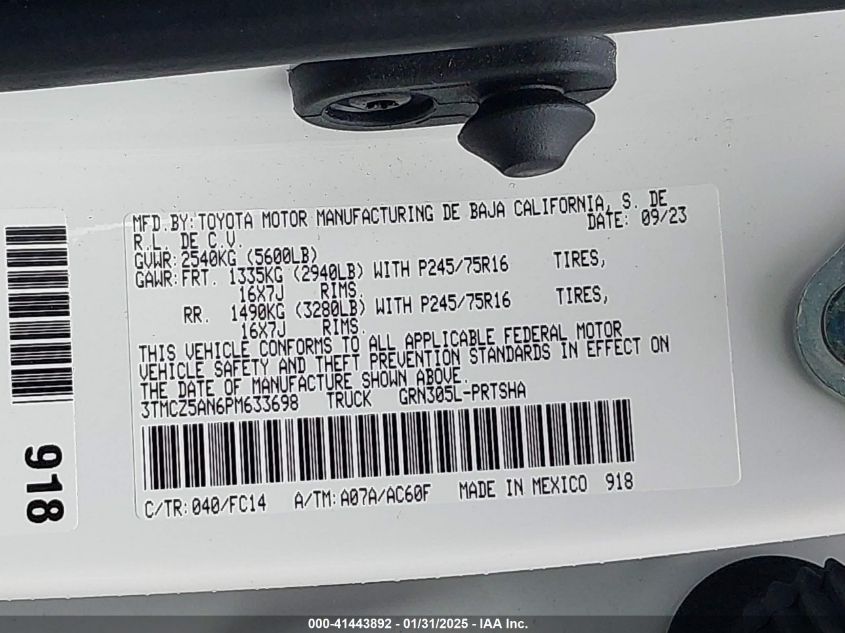 MFD.BY:TOYOTA MOTOR MANUFACTURING DE BAJA CALIFORNIA, S. DE
R.L. DE C.V. DATE: 09/23
GVWR:2540KG (5600LB)
GAWR:FRT. 1335KG (2940LB) WITH P245/75R16 TIRES,
16X7J RIMS.
RR. 1490KG (3280LB) WITH P245/75R16 TIRES,
16X7J RIMS.
THIS VEHICLE CONFORMS TO ALL APPLICABLE FEDERAL MOTOR
VEHICLE SAFETY AND THEFT PREVENTION STANDARDS IN EFFECT ON
THE DATE OF MANUFACTURE SHOWN ABOVE.
3TMCZ5AN6PM633698 TRUCK GRN305L-PRTSHA
C/TR:040/FC14 A/TM:A07A/AC60F MADE IN MEXICO 918
918
000-41443892 - 01/31/2025 - IAA Inc.